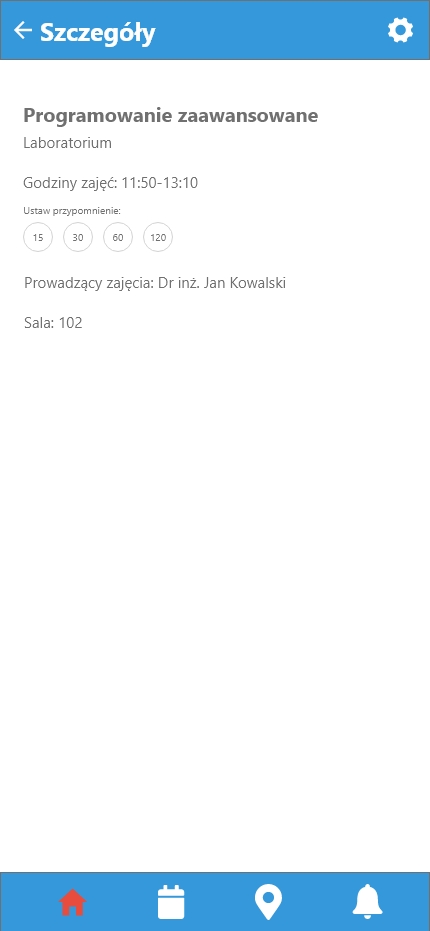 Szczegóły
Programowanie zaawansowane
Laboratorium
Godziny zajęć: 11:50-13:10
Ustaw przypomnienie:
15 30 60 120
Prowadzący zajęcia: Dr inż. Jan Kowalski
Sala: 102